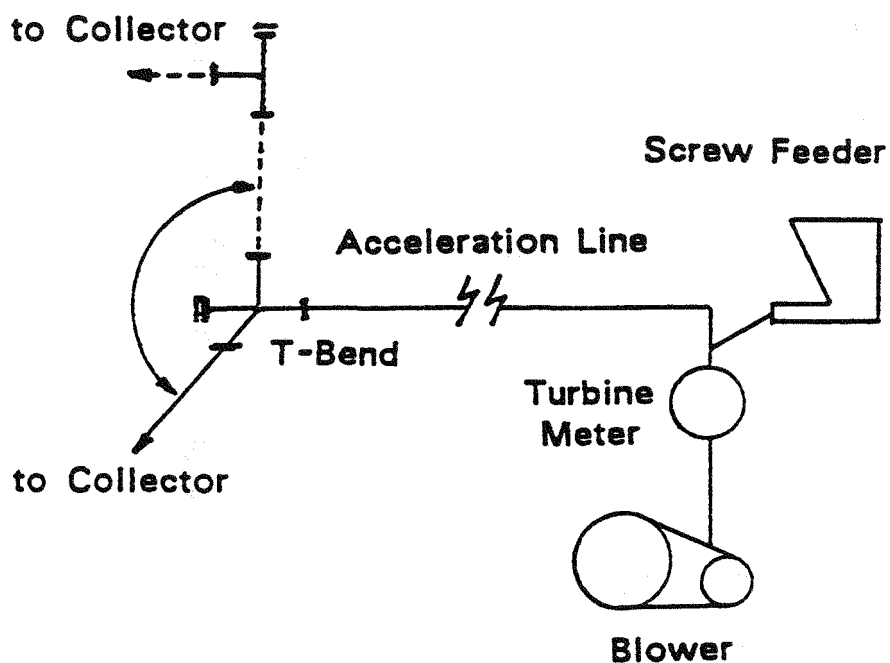 to Collector
Screw Feeder
Acceleration Line
T-Bend
Turbine
Meter
to Collector
Blower